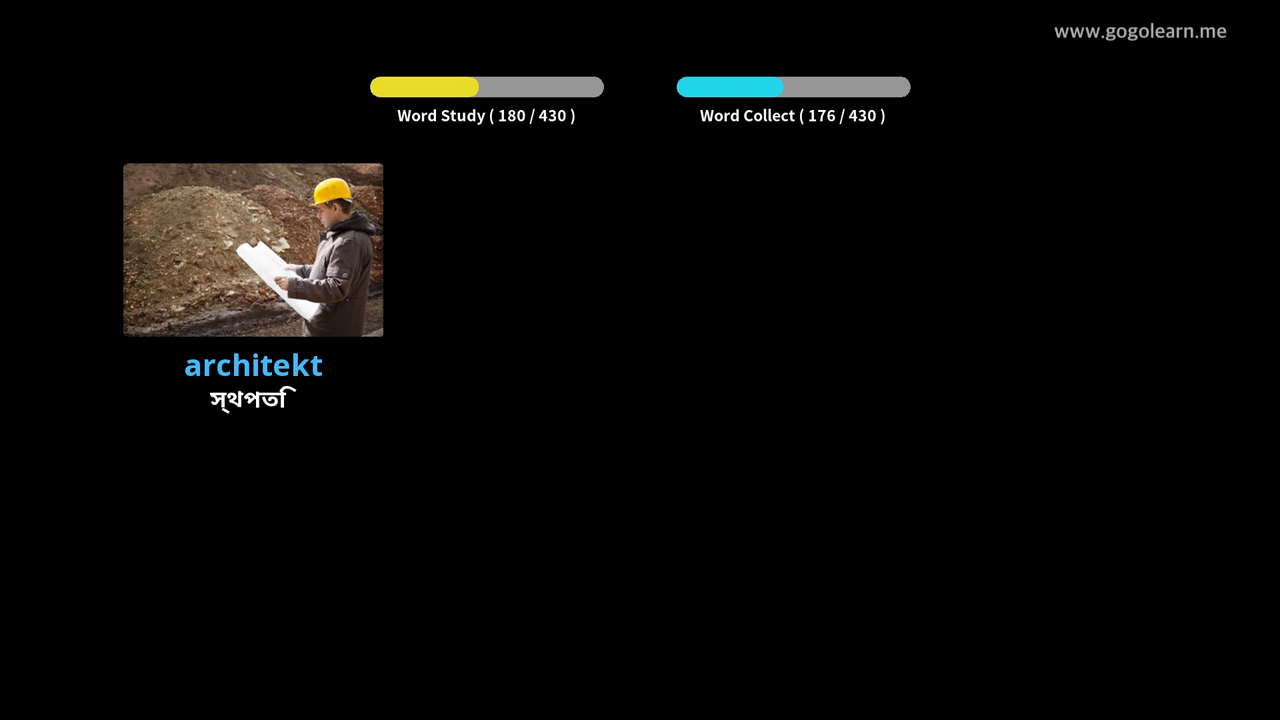 www.gogolearn.me
Word Study ( 180 / 430 )
Word Collect ( 176 / 430 )
architekt
স্থপতি